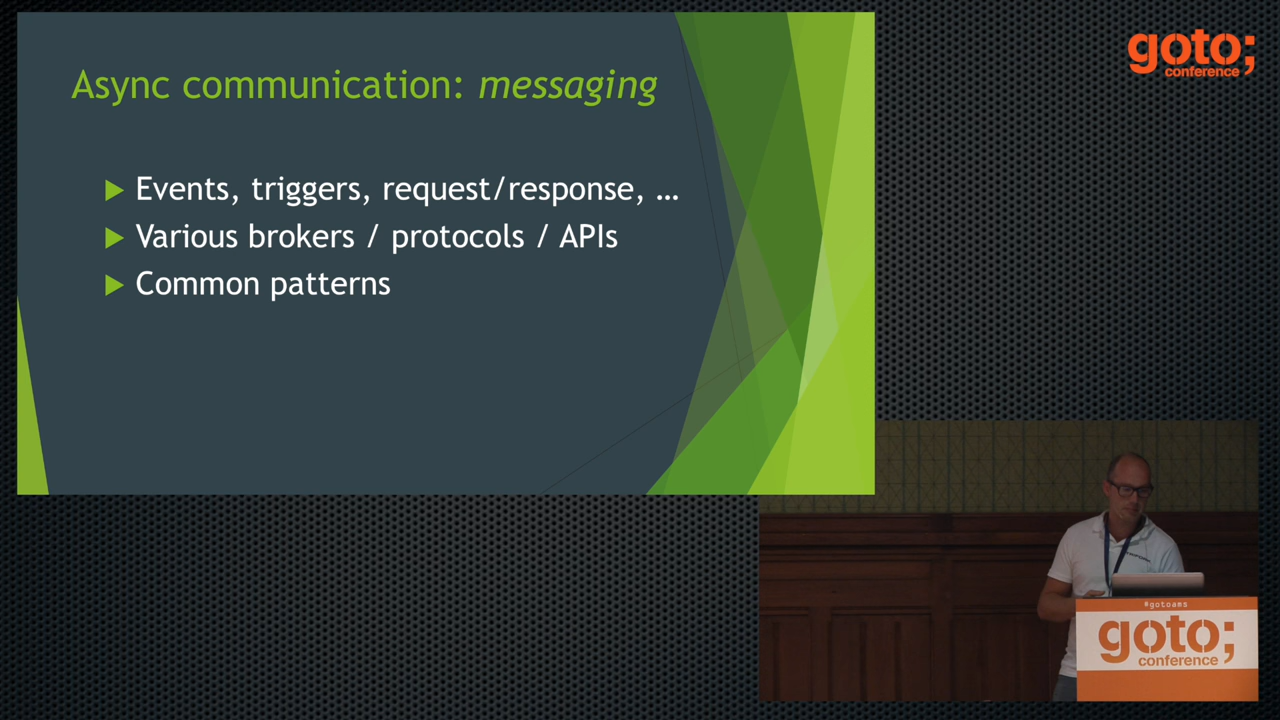 Async communication: messaging
Events, triggers, request/response, …
Various brokers / protocols / APIs
Common patterns
goto;
conference
#gotoams
goto;
conference